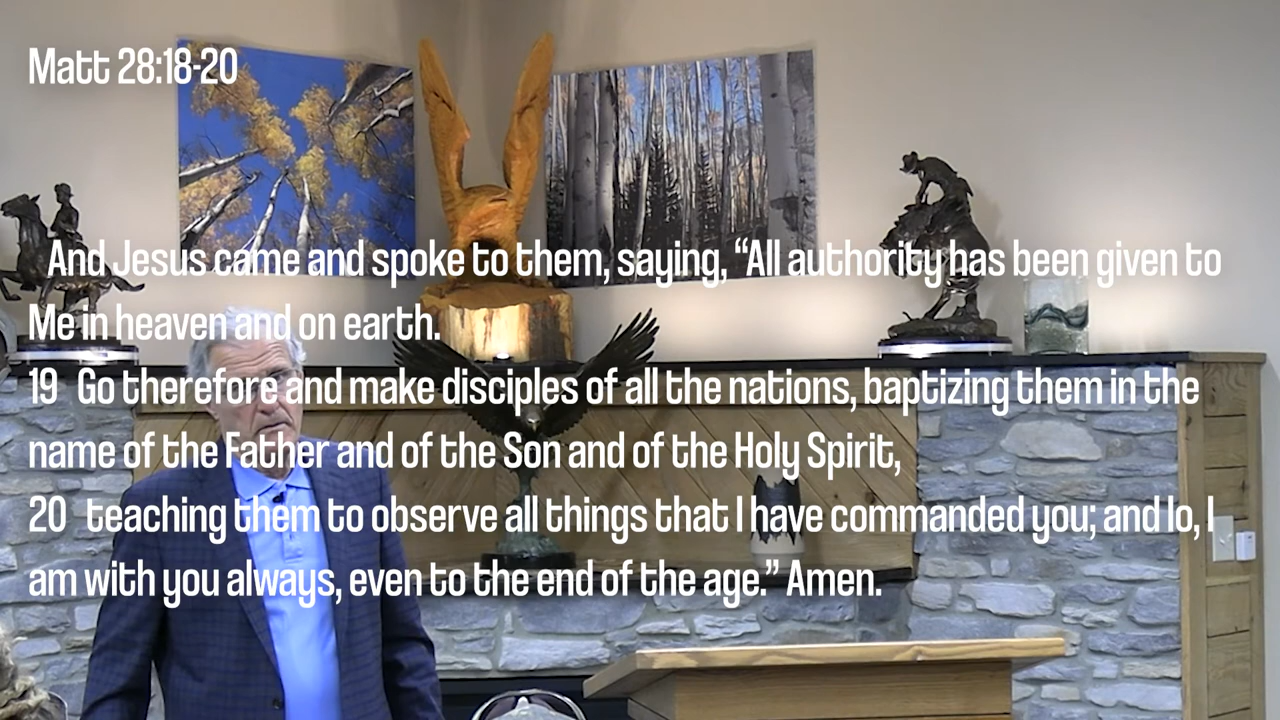 Matt 28:18-20
And Jesus came and spoke to them, saying, “All authority has been given to
Me in heaven and on earth.
19 Go therefore and make disciples of all the nations, baptizing them in the
name of the Father and of the Son and of the Holy Spirit,
20 teaching them to observe all things that I have commanded you; and lo, I
am with you always, even to the end of the age.” Amen.